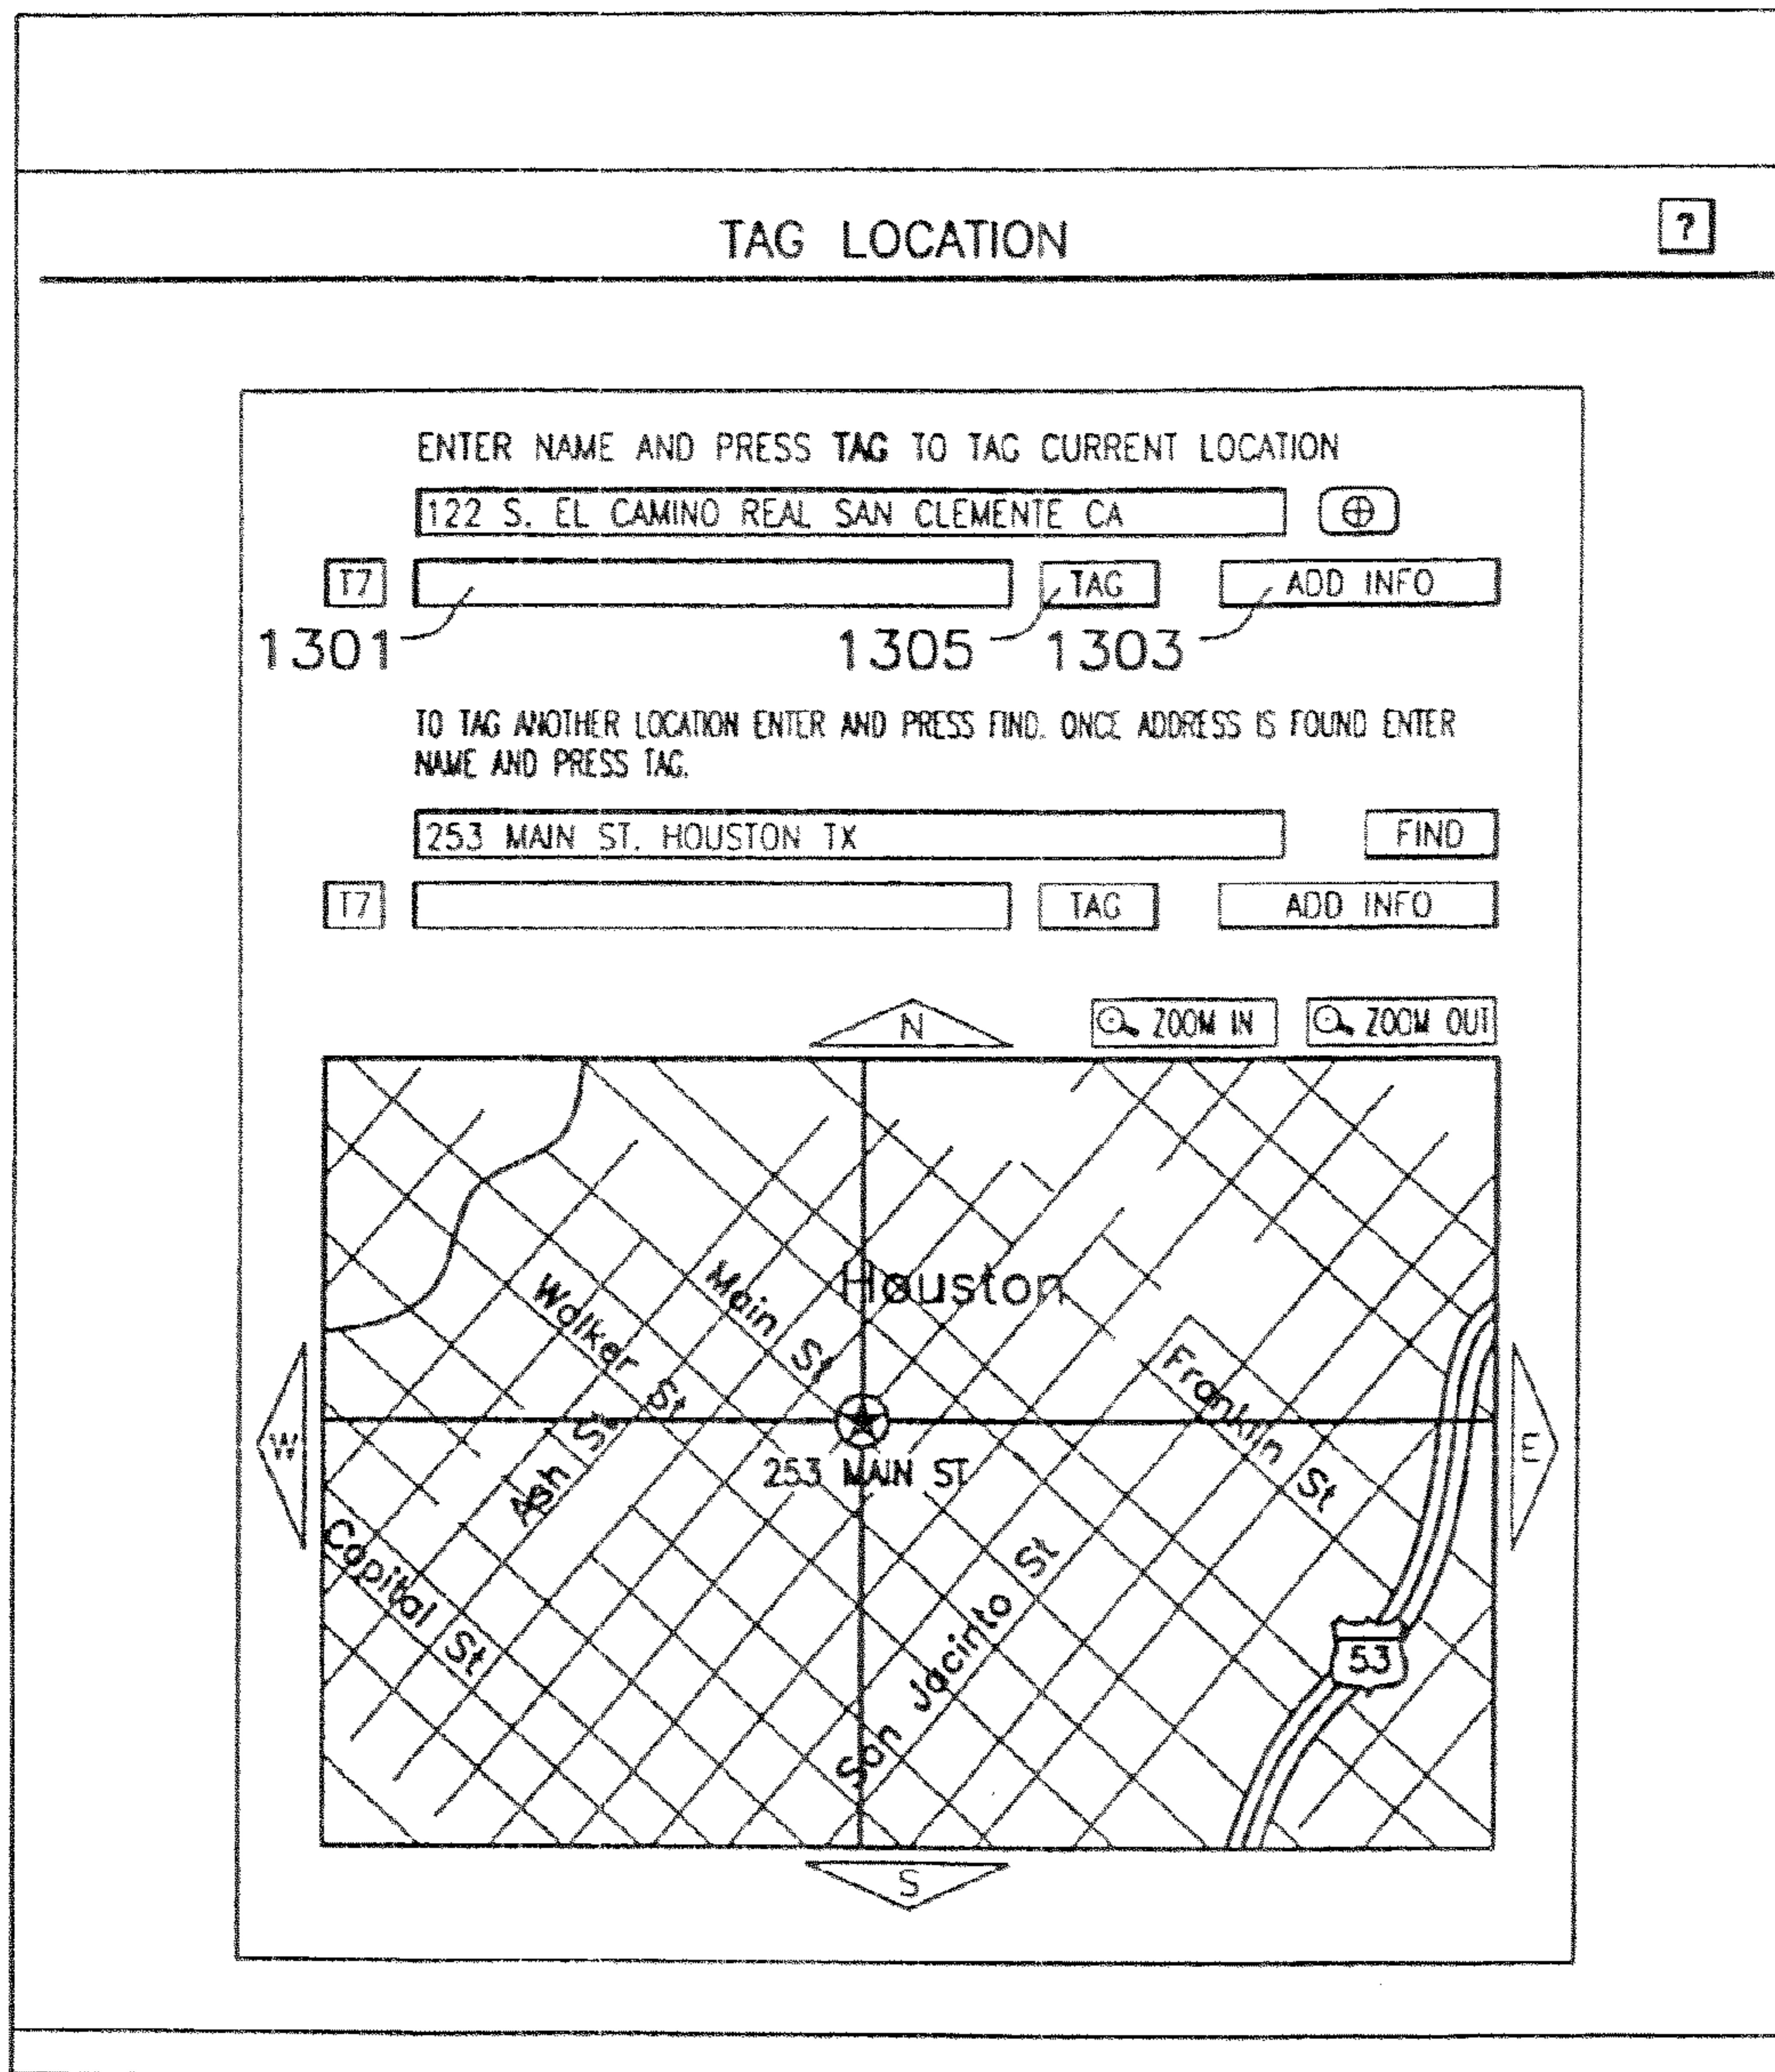 TAG LOCATION ?
ENTER NAME AND PRESS TAG TO TAG CURRENT LOCATION
122 S. EL CAMINO REAL SAN CLEMENTE CA
T7 TAG ADD INFO
1301 1305 1303
TO TAG ANOTHER LOCATION ENTER AND PRESS FIND. ONCE ADDRESS IS FOUND ENTER
NAME AND PRESS TAG.
253 MAIN ST. HOUSTON TX FIND
T7 TAG ADD INFO
N ZOOM IN ZOOM OUT
Houston
Main St
Walker St
Franklin St
W
E
Ash St
253 MAIN ST
Capital St
San Jacinto St
53
S